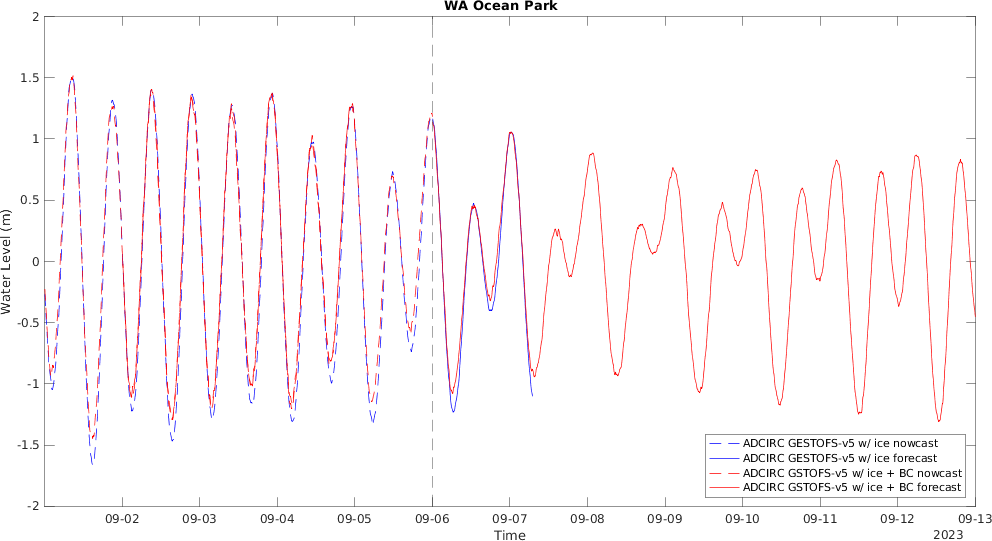 WA Ocean Park
2
1.5
1
0.5
0
-0.5
-1
-1.5
-2
Water Level (m)
ADCIRC GESTOFS-v5 w/ ice nowcast
ADCIRC GESTOFS-v5 w/ ice forecast
ADCIRC GSTOFS-v5 w/ ice + BC nowcast
ADCIRC GSTOFS-v5 w/ ice + BC forecast
09-02 09-03 09-04 09-05 09-06 09-07 09-08 09-09 09-10 09-11 09-12 09-13
Time
2023